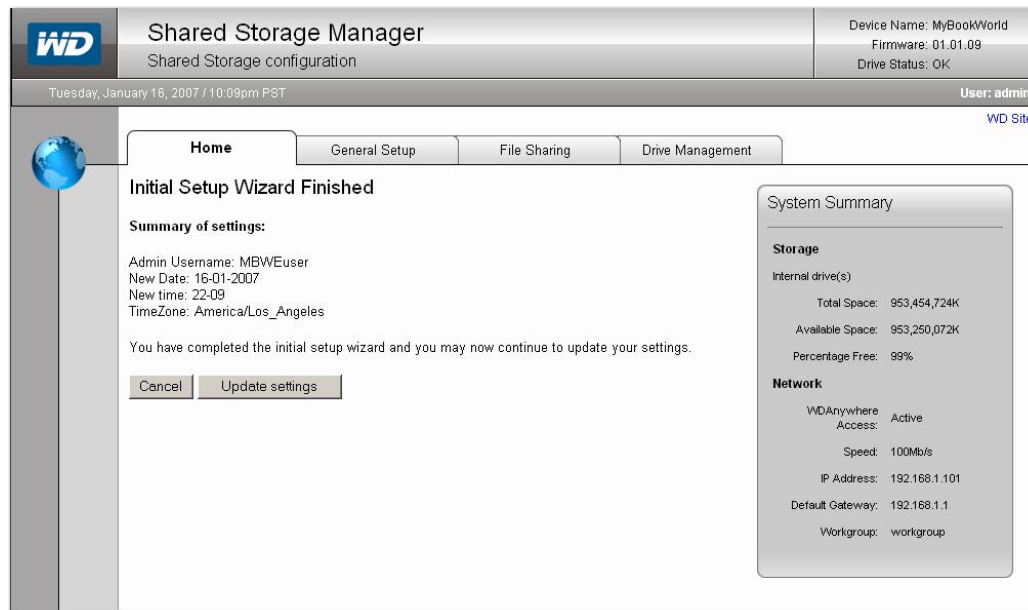 WD
Shared Storage Manager
Shared Storage configuration
Device Name: MyBookWorld
Firmware: 01.01.09
Drive Status: OK
Tuesday, January 16, 2007 / 10:09pm PST
User: admin
WD Site
Home
General Setup
File Sharing
Drive Management
Initial Setup Wizard Finished
Summary of settings:
Admin Username: MBWEuser
New Date: 16-01-2007
New time: 22-09
TimeZone: America/Los_Angeles
You have completed the initial setup wizard and you may now continue to update your settings.
Cancel
Update settings
System Summary
Storage
Internal drive(s)
Total Space: 953,454,724K
Available Space: 953,250,072K
Percentage Free: 99%
Network
WDAnywhere
Access: Active
Speed: 100Mb/s
IP Address: 192.168.1.101
Default Gateway: 192.168.1.1
Workgroup: workgroup